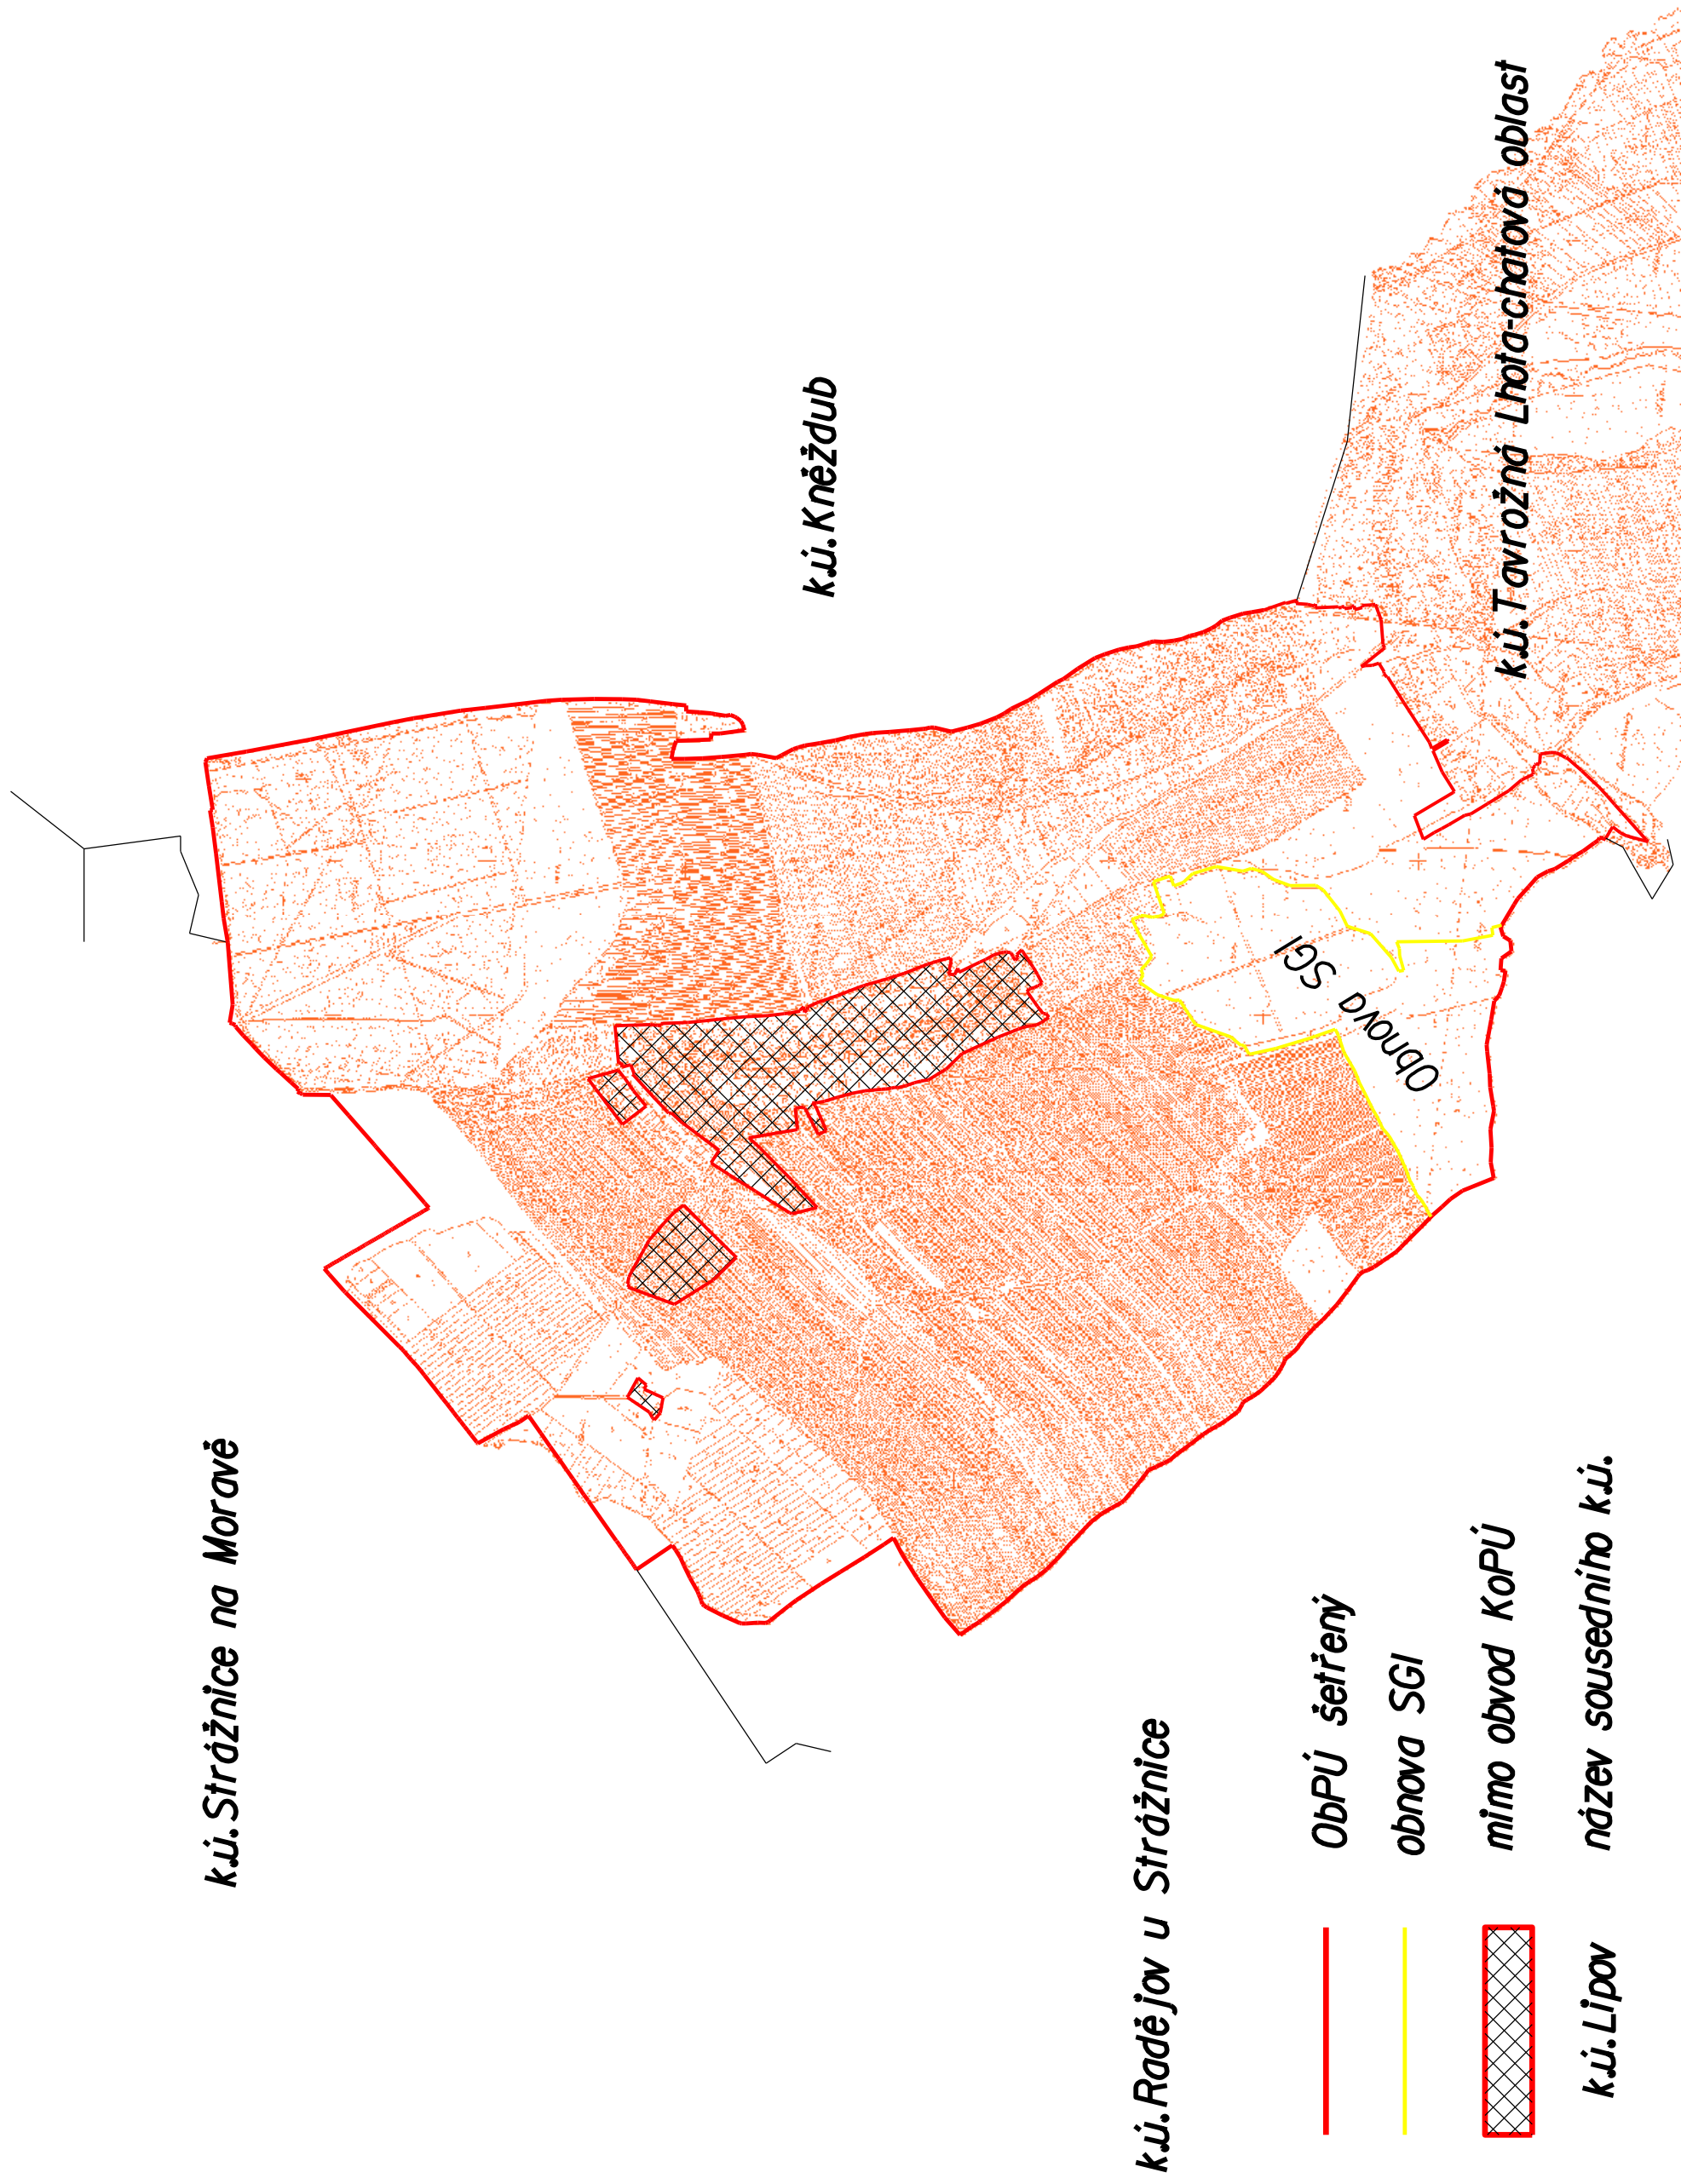 k.ú.Strážnice na Moravě
k.ú.Kněždub
k.ú.Tavrožná Lhota-chatová oblast
Obnova SGI
k.ú.Radějov u Strážnice
ObPÚ šetřený
obnova SGI
mimo obvod KoPÚ
k.ú.Lipov název sousedního k.ú.